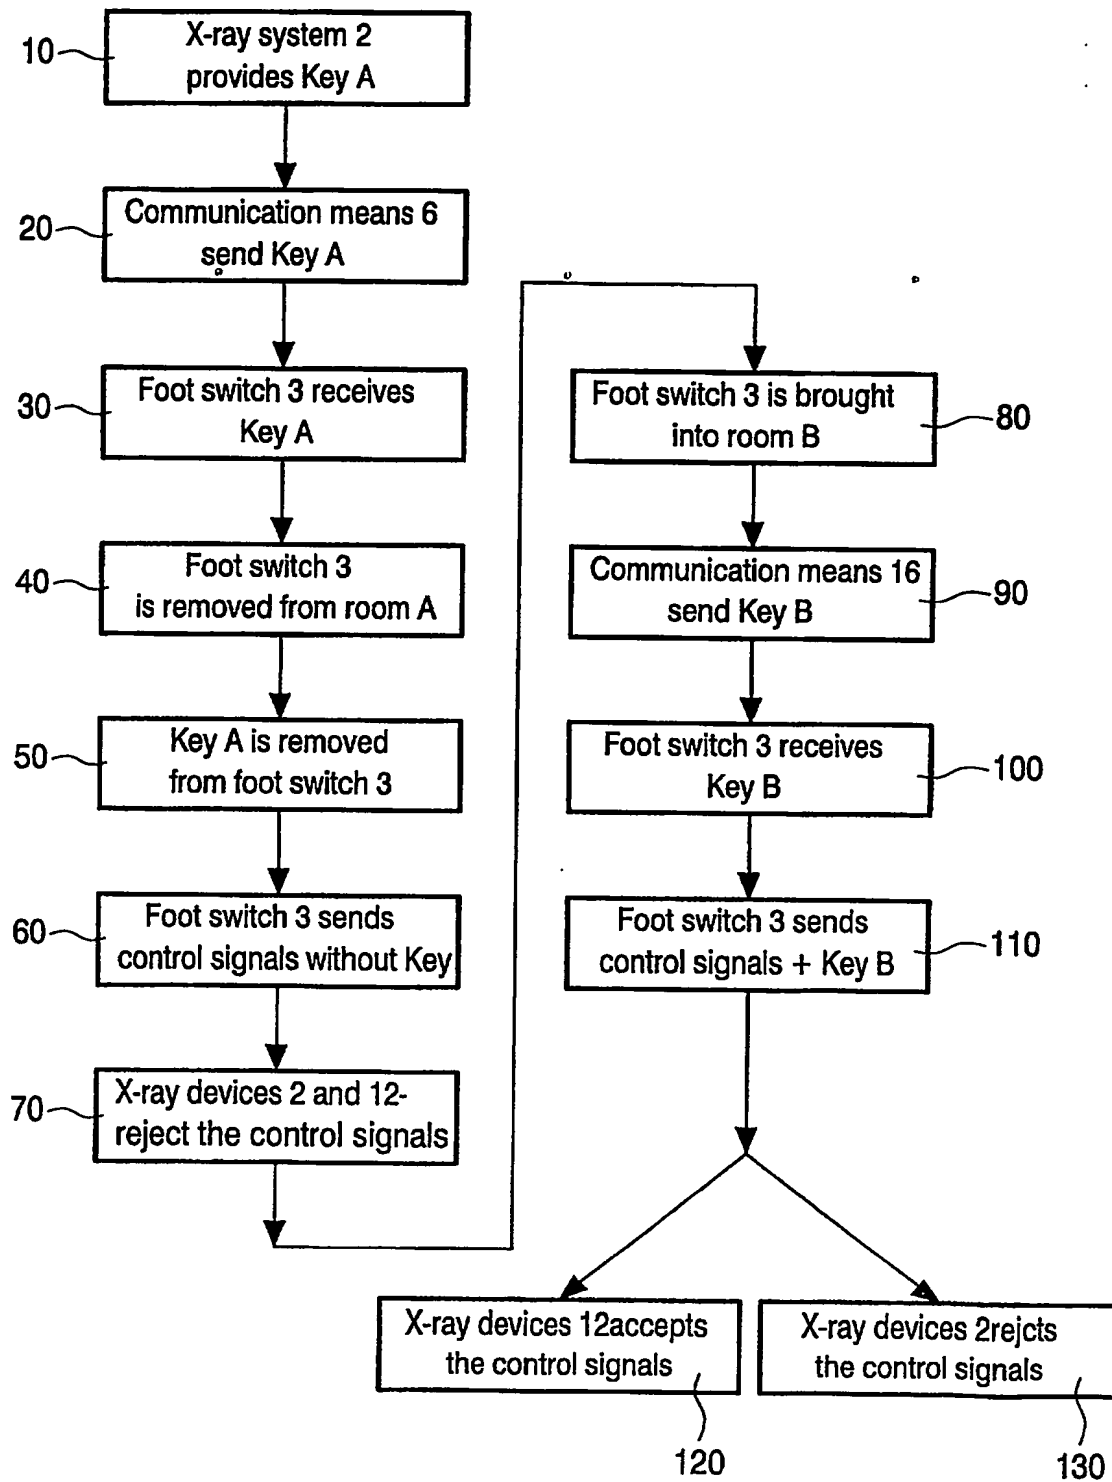 10
X-ray system 2
provides Key A
20
Communication means 6
send Key A
30
Foot switch 3 receives
Key A
40
Foot switch 3
is removed from room A
50
Key A is removed
from foot switch 3
60
Foot switch 3 sends
control signals without Key
70
X-ray devices 2 and 12-
reject the control signals
Foot switch 3 is brought
into room B
80
Communication means 16
send Key B
90
Foot switch 3 receives
Key B
100
Foot switch 3 sends
control signals + Key B
110
X-ray devices 12accepts
the control signals
120
X-ray devices 2rejcts
the control signals
130